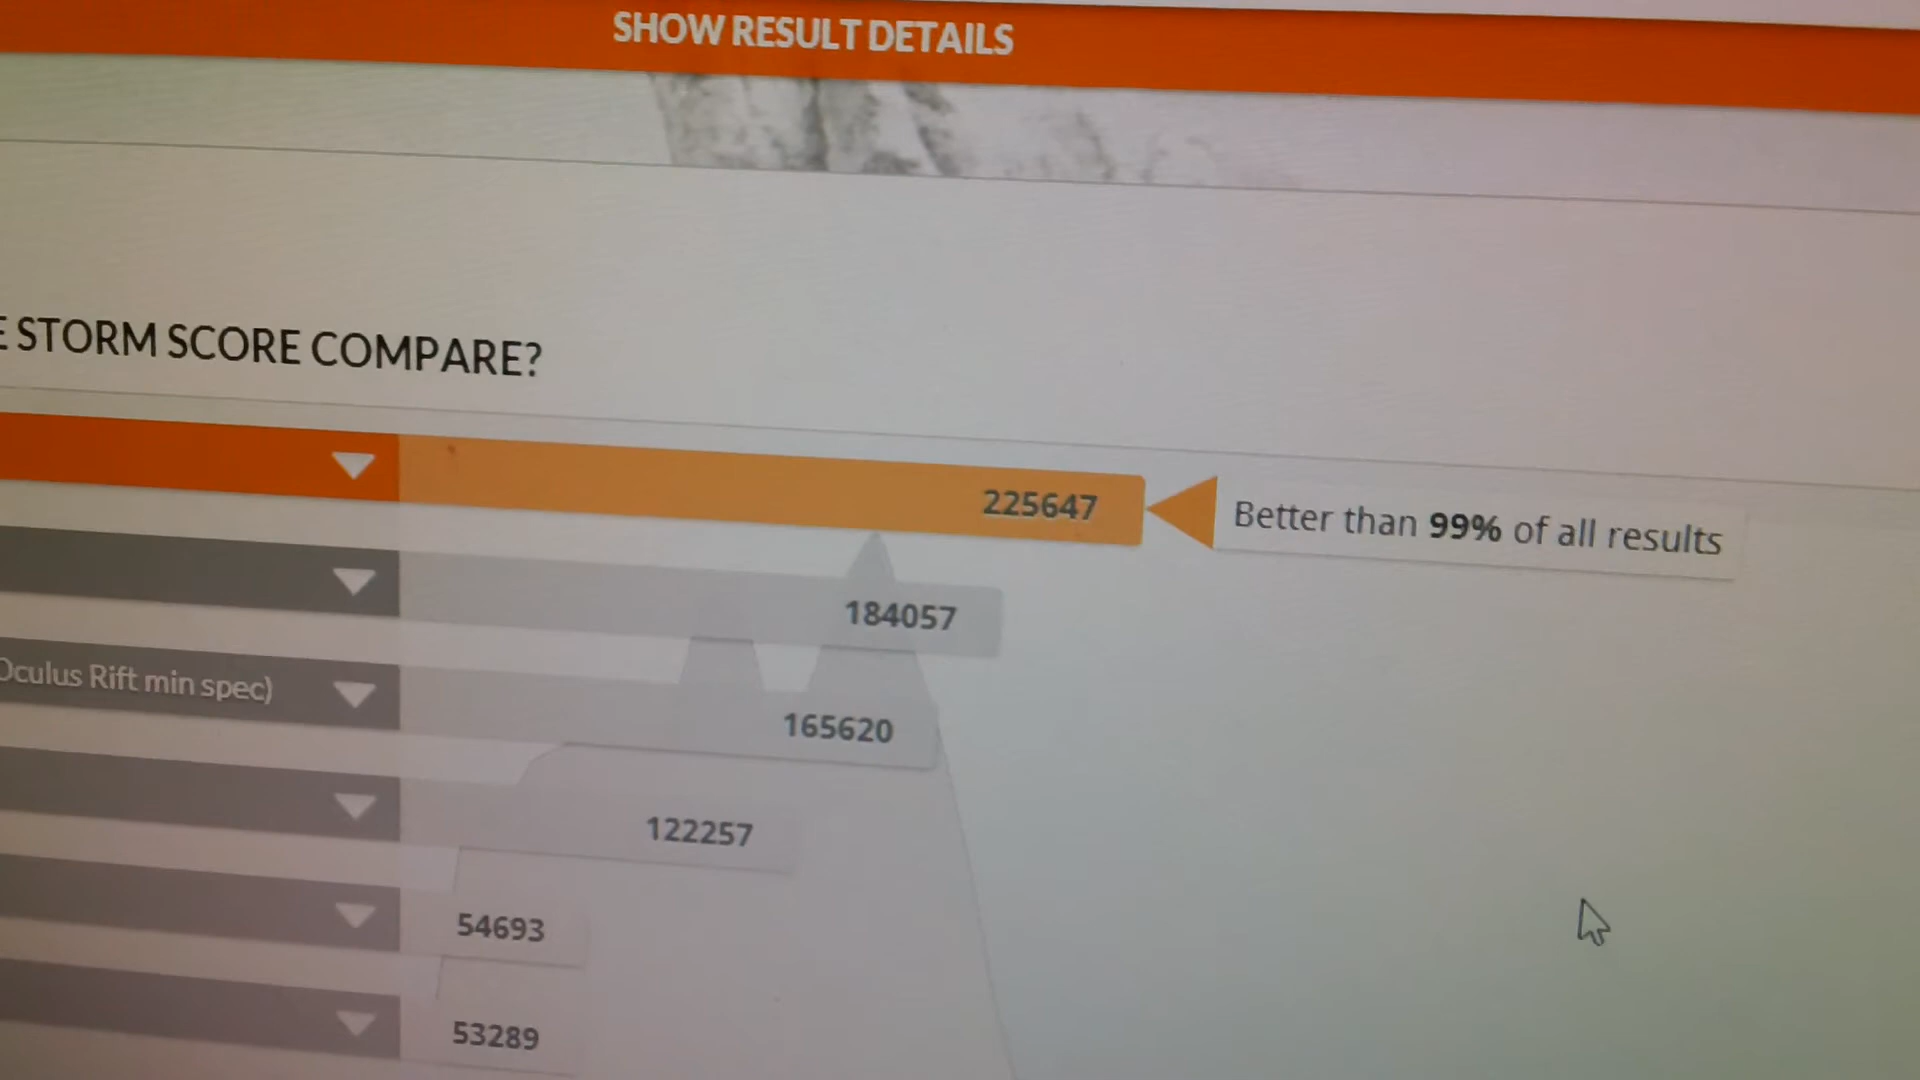 SHOW RESULT DETAILS
E STORM SCORE COMPARE?
225647
Better than 99% of all results
184057
Oculus Rift min spec)
165620
122257
54693
53289